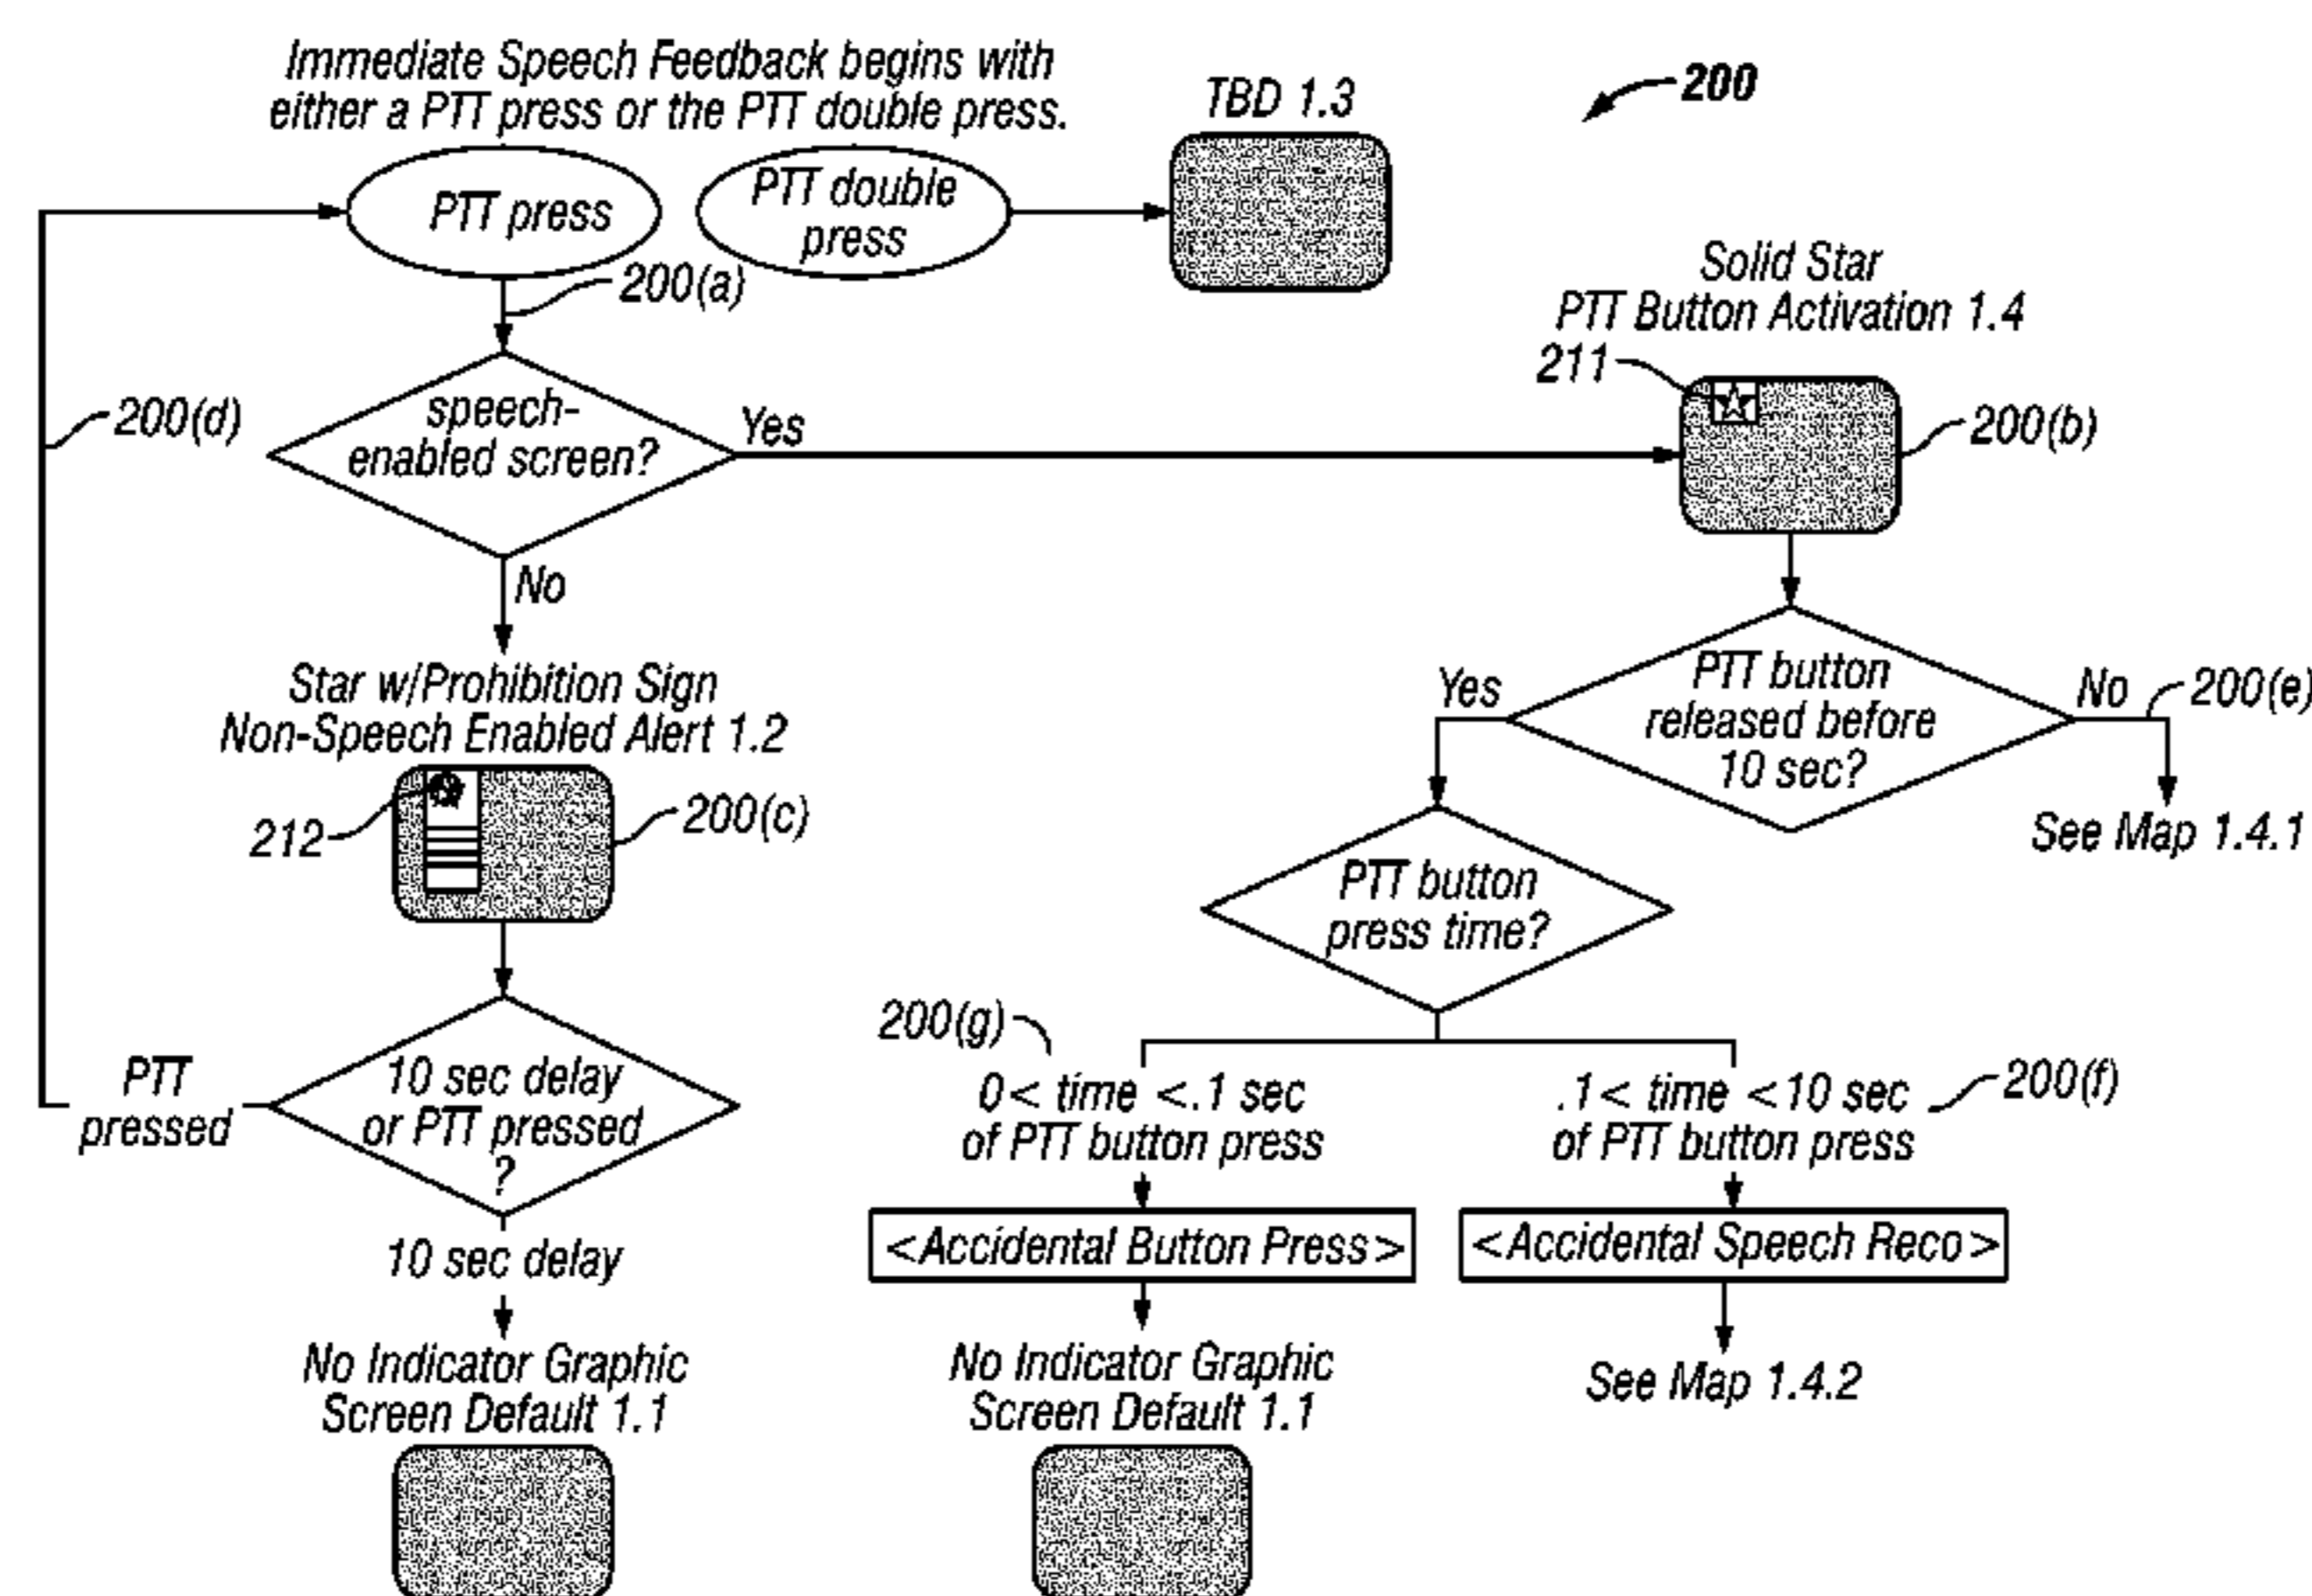 Immediate Speech Feedback begins with
either a PTT press or the PTT double press.
TBD 1.3
200
PTT press
PTT double
press
200(a)
Solid Star
PTT Button Activation 1.4
211
200(b)
200(d)
speech-
enabled screen?
Yes
No
Star w/Prohibition Sign
Non-Speech Enabled Alert 1.2
212
200(c)
Yes
PTT button
released before
10 sec?
No
200(e)
See Map 1.4.1
PTT button
press time?
200(g)
0 < time <.1 sec
of PTT button press
.1 < time <10 sec
of PTT button press
200(f)
PTT
pressed
10 sec delay
or PTT pressed
?
10 sec delay
<Accidental Button Press>
<Accidental Speech Reco>
No Indicator Graphic
Screen Default 1.1
No Indicator Graphic
Screen Default 1.1
See Map 1.4.2